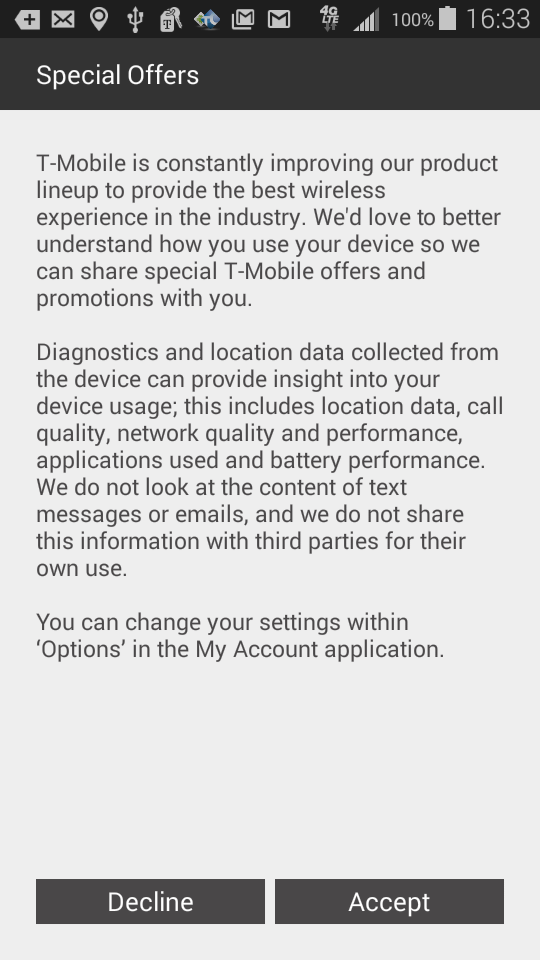 4G
LTE
100%
16:33
Special Offers
T-Mobile is constantly improving our product
lineup to provide the best wireless
experience in the industry. We'd love to better
understand how you use your device so we
can share special T-Mobile offers and
promotions with you.
Diagnostics and location data collected from
the device can provide insight into your
device usage; this includes location data, call
quality, network quality and performance,
applications used and battery performance.
We do not look at the content of text
messages or emails, and we do not share
this information with third parties for their
own use.
You can change your settings within
‘Options’ in the My Account application.
Decline
Accept